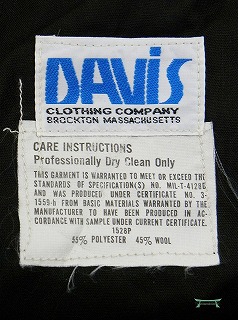 DAVIS
CLOTHING COMPANY
BROCKTON MASSACHUSETTS
CARE INSTRUCTIONS
Professionally Dry Clean Only
THIS GARMENT IS WARRANTED TO MEET OR EXCEED THE
STANDARDS OF SPECIFICATION(S) NO. MIL-T-41280
AND WAS PRODUCED UNDER CERTIFICATE NO. 3-
1559-h FROM BASIC MATERIALS WARRANTED BY THE
MANUFACTURER TO HAVE BEEN PRODUCED IN AC-
CORDANCE WITH SAMPLE UNDER CURRENT CERTIFICATE.
1528P
55% POLYESTER 45% WOOL